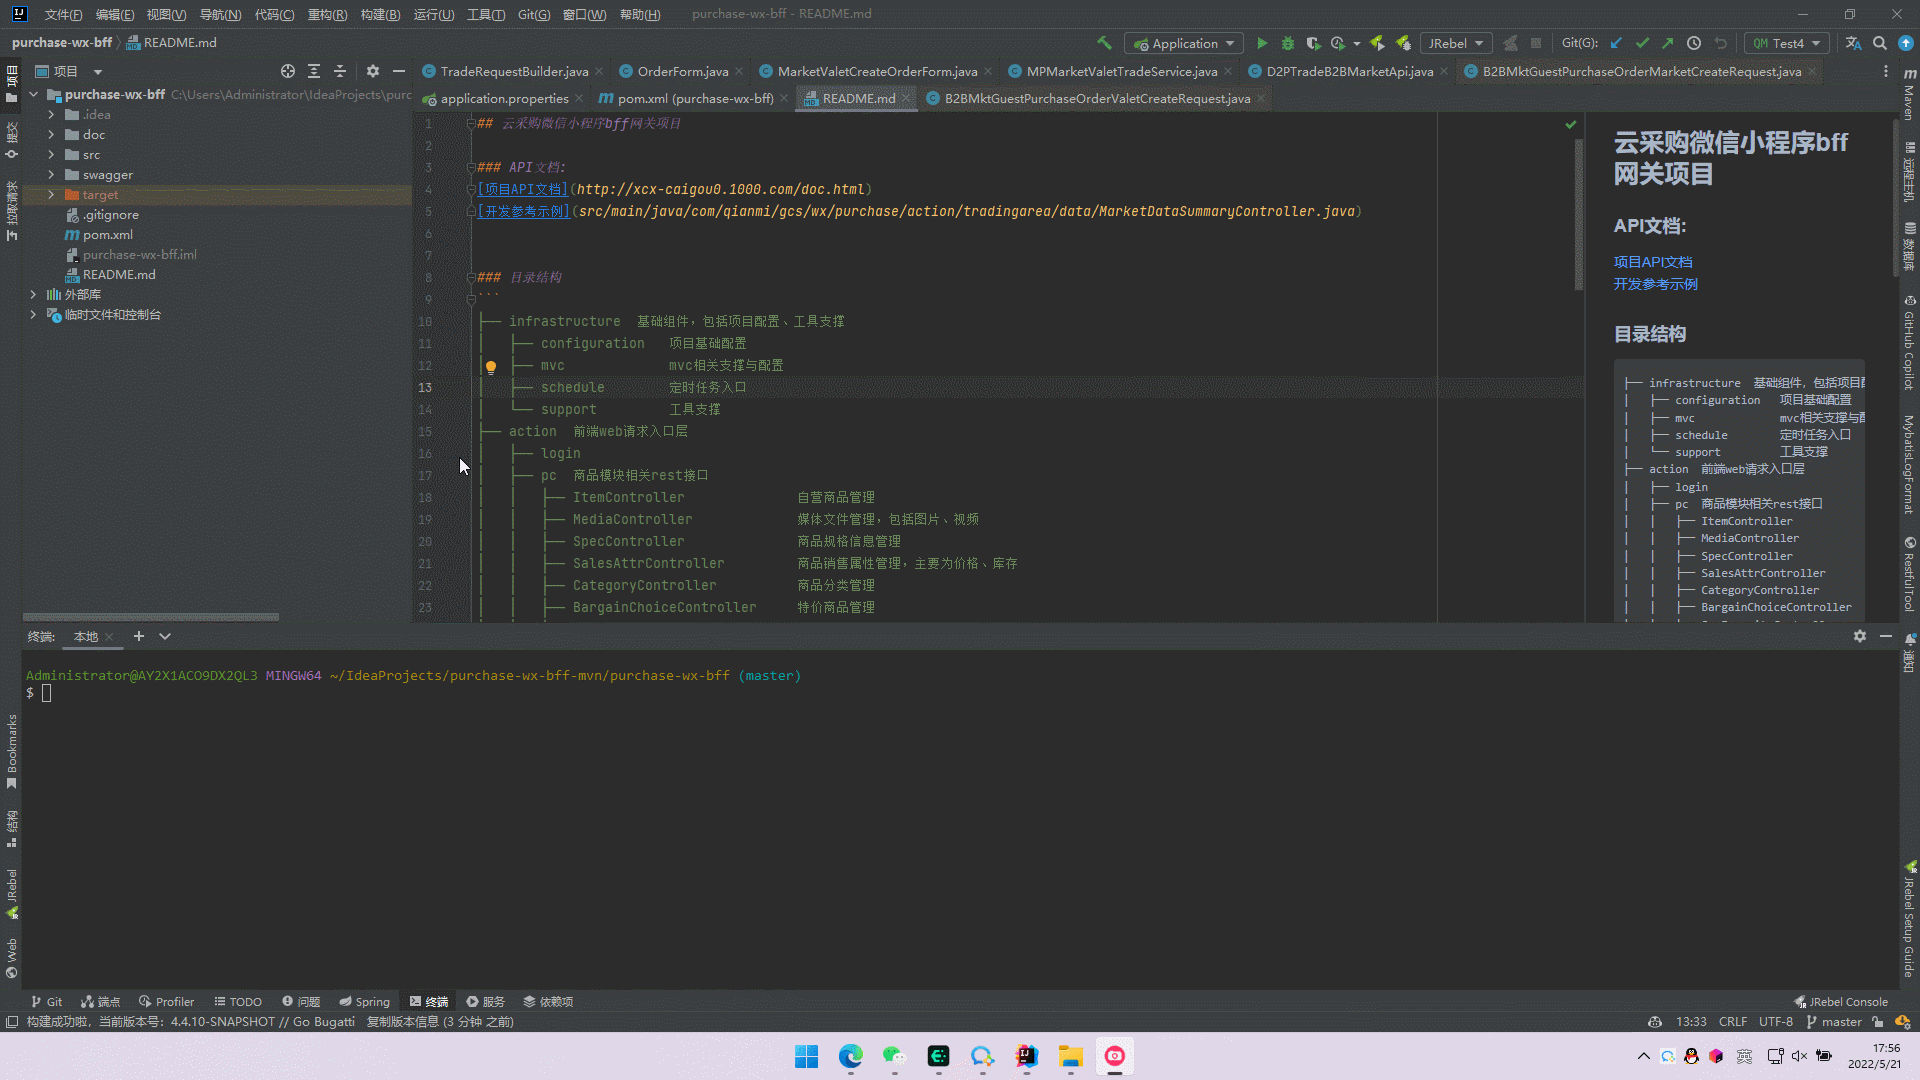 文件(F) 编辑(E) 视图(V) 导航(N) 代码(C) 重构(R) 构建(B) 运行(U) 工具(T) Git(G) 窗口(W) 帮助(H) purchase-wx-bff - README.md
purchase-wx-bff README.md Application JRebel Git(G): QM Test4
项目
TradeRequestBuilder.java OrderForm.java MarketValetCreateOrderForm.java MPMarketValetTradeService.java D2PTradeB2BMarketApi.java B2BMktGuestPurchaseOrderMarketCreateRequest.java
application.properties pom.xml (purchase-wx-bff) README.md B2BMktGuestPurchaseOrderValetCreateRequest.java
purchase-wx-bff C:\Users\Administrator\IdeaProjects\purc
.idea
doc
src
swagger
target
.gitignore
pom.xml
purchase-wx-bff.iml
README.md
外部库
临时文件和控制台
项目
提交
拉取请求
Bookmarks
结构
JRebel
Web
1 ## 云采购微信小程序bff网关项目
2
3 ### API文档:
4 [项目API文档](http://xcx-caigou0.1000.com/doc.html)
5 [开发参考示例](src/main/java/com/qianmi/gcs/wx/purchase/action/tradingarea/data/MarketDataSummaryController.java)
6
7
8 ### 目录结构
9 ```
10 ├── infrastructure 基础组件，包括项目配置、工具支撑
11 │ ├── configuration 项目基础配置
12 │ ├── mvc mvc相关支撑与配置
13 │ ├── schedule 定时任务入口
14 │ └── support 工具支撑
15 ├── action 前端web请求入口层
16 │ ├── login
17 │ ├── pc 商品模块相关rest接口
18 │ │ ├── ItemController 自营商品管理
19 │ │ ├── MediaController 媒体文件管理，包括图片、视频
20 │ │ ├── SpecController 商品规格信息管理
21 │ │ ├── SalesAttrController 商品销售属性管理，主要为价格、库存
22 │ │ ├── CategoryController 商品分类管理
23 │ │ ├── BargainChoiceController 特价商品管理
云采购微信小程序bff
网关项目
API文档:
项目API文档
开发参考示例
目录结构
├── infrastructure 基础组件，包括项目配
│ ├── configuration 项目基础配置
│ ├── mvc mvc相关支撑与配
│ ├── schedule 定时任务入口
│ └── support 工具支撑
├── action 前端web请求入口层
│ ├── login
│ ├── pc 商品模块相关rest接口
│ │ ├── ItemController
│ │ ├── MediaController
│ │ ├── SpecController
│ │ ├── SalesAttrController
│ │ ├── CategoryController
│ │ ├── BargainChoiceController
m Maven
远程主机
数据库
GitHub Copilot
MybatisLogFormat
RestfulTool
通知
JRebel Setup Guide
终端: 本地
Administrator@AY2X1ACO9DX2QL3 MINGW64 ~/IdeaProjects/purchase-wx-bff-mvn/purchase-wx-bff (master)
$
Git 端点 Profiler TODO 问题 Spring 终端 服务 依赖项 JRebel Console
构建成功啦，当前版本号：4.4.10-SNAPSHOT // Go Bugatti 复制版本信息 (3 分钟 之前) 13:33 CRLF UTF-8 master
英 17:56
2022/5/21